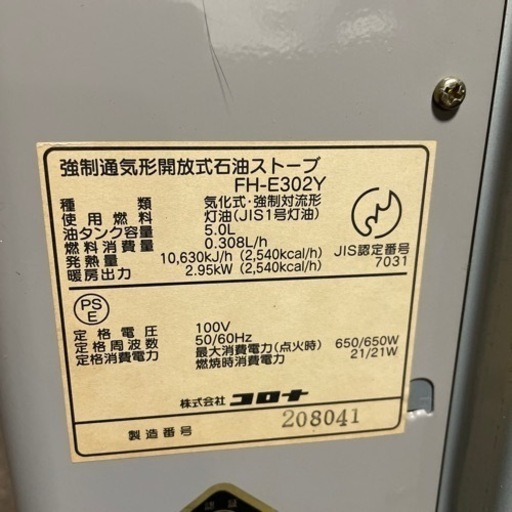 強制通気形開放式石油ストーブ
FH-E302Y
種類 気化式・強制対流形
使用燃料 灯油(JIS1号灯油)
油タンク容量 5.0L
燃料消費量 0.308L/h
発熱量 10,630kJ/h (2,540kcal/h)
暖房出力 2.95kW (2,540kcal/h)
JIS認定番号
7031
PS
E
定格電圧 100V
定格周波数 50/60Hz
定格消費電力 最大消費電力(点火時) 650/650W
燃焼時消費電力 21/21W
株式会社 コロナ
製造番号 208041